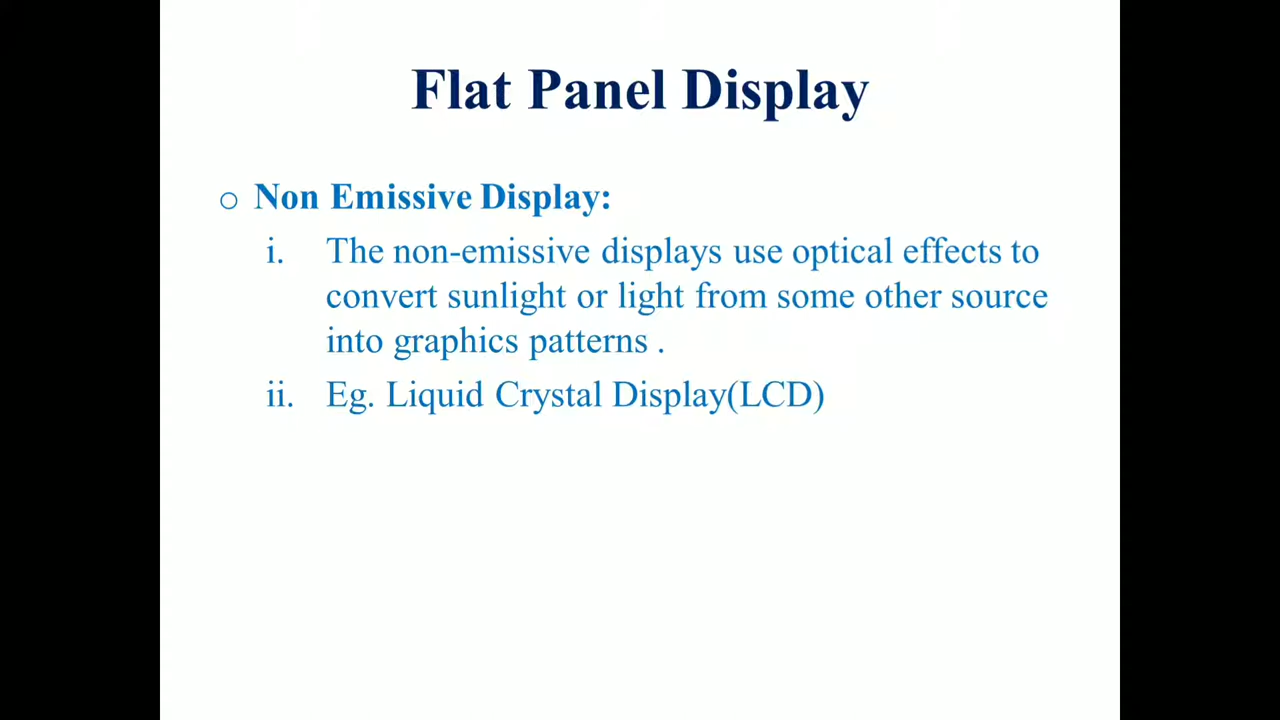 Flat Panel Display
o Non Emissive Display:
i. The non-emissive displays use optical effects to
convert sunlight or light from some other source
into graphics patterns .
ii. Eg. Liquid Crystal Display(LCD)